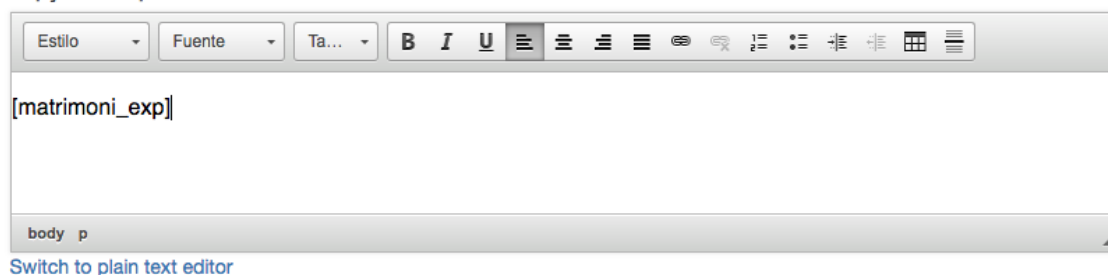 Estilo Fuente Ta... B I U
[matrimoni_exp]
body p
Switch to plain text editor